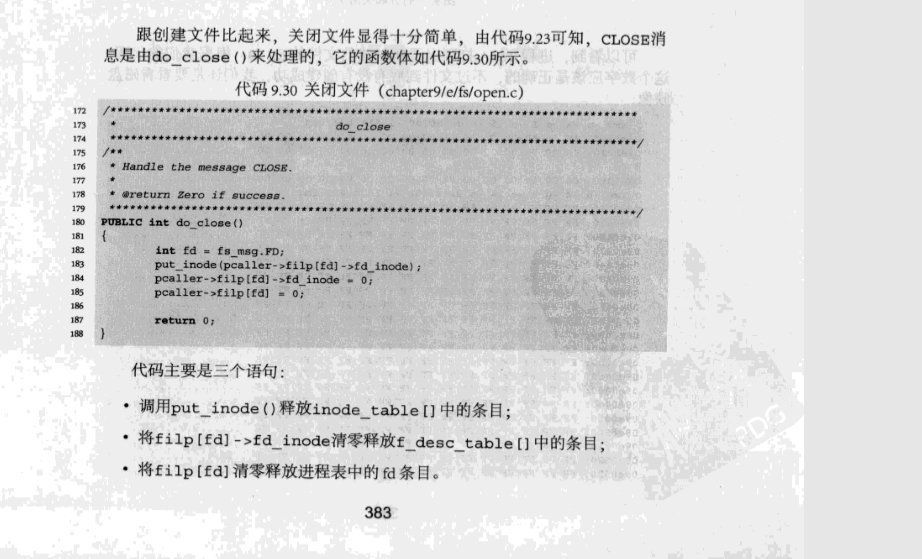 跟创建文件比起来，关闭文件显得十分简单，由代码9.23可知，CLOSE消
息是由do_close()来处理的，它的函数体如代码9.30所示。
代码 9.30 关闭文件（chapter9/e/fs/open.c）
172 /*****************************************************************************
173 * do_close
174 *****************************************************************************/
175 /**
176 * Handle the message CLOSE.
177 *
178 * @return Zero if success.
179 *****************************************************************************/
180 PUBLIC int do_close()
181 {
182 int fd = fs_msg.FD;
183 put_inode(pcaller->filp[fd]->fd_inode);
184 pcaller->filp[fd]->fd_inode = 0;
185 pcaller->filp[fd] = 0;
186
187 return 0;
188 }
代码主要是三个语句：
• 调用put_inode()释放inode_table[]中的条目；
• 将filp[fd]->fd_inode清零释放f_desc_table[]中的条目；
• 将filp[fd]清零释放进程表中的fd 条目。
PDG
383